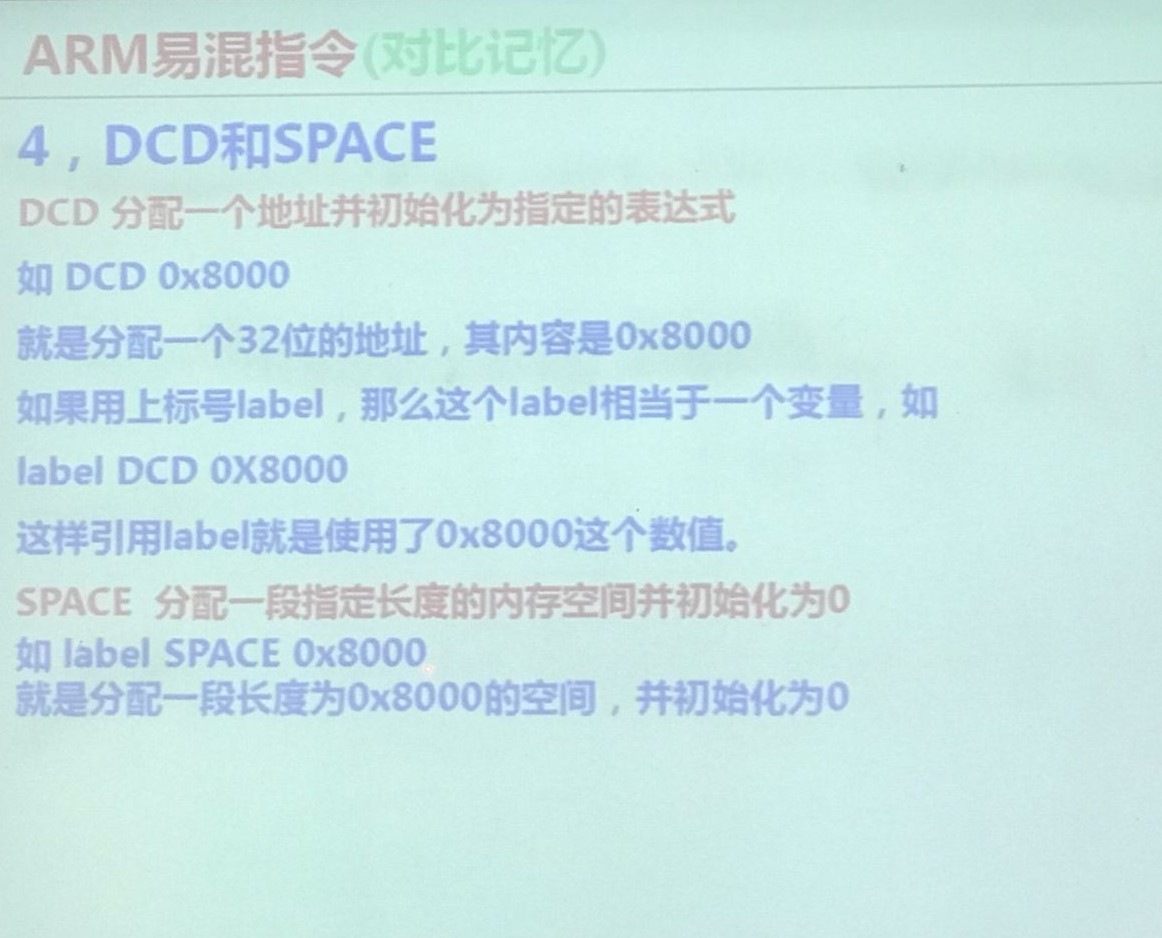 ARM易混指令(对比记忆)
4，DCD和SPACE
DCD 分配一个地址并初始化为指定的表达式
如 DCD 0x8000
就是分配一个32位的地址，其内容是0x8000
如果用上标号label，那么这个label相当于一个变量，如
label DCD 0X8000
这样引用label就是使用了0x8000这个数值。
SPACE 分配一段指定长度的内存空间并初始化为0
如 label SPACE 0x8000
就是分配一段长度为0x8000的空间，并初始化为0